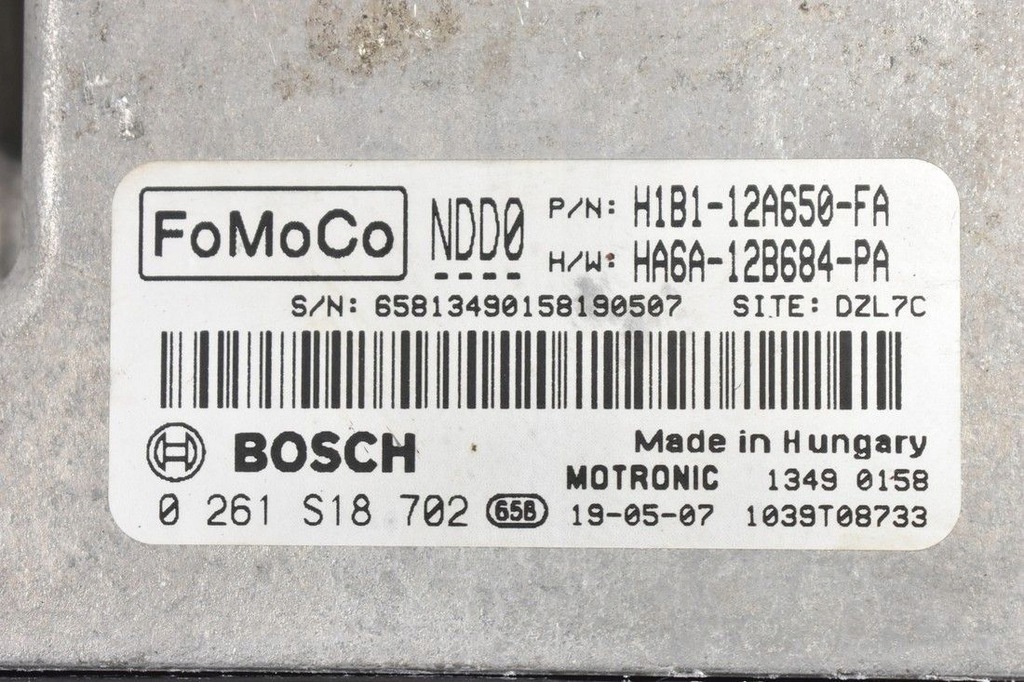 FoMoCo NDD0 P/N: H1B1-12A650-FA
H/W: HA6A-12B684-PA
S/N: 65813490158190507 SITE: DZL7C
BOSCH Made in Hungary
MOTRONIC 1349 0158
0 261 S18 702 658 19-05-07 1039T08733